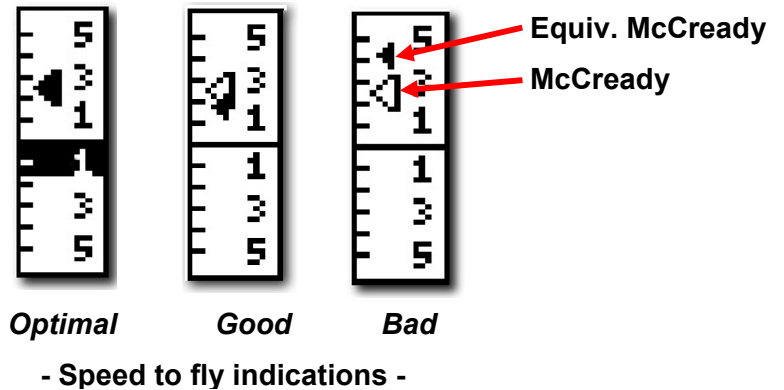 5 3 1 1 3 5
5 3 1 1 3 5
5 3 1 1 3 5
Equiv. McCready
McCready
Optimal Good Bad
- Speed to fly indications -